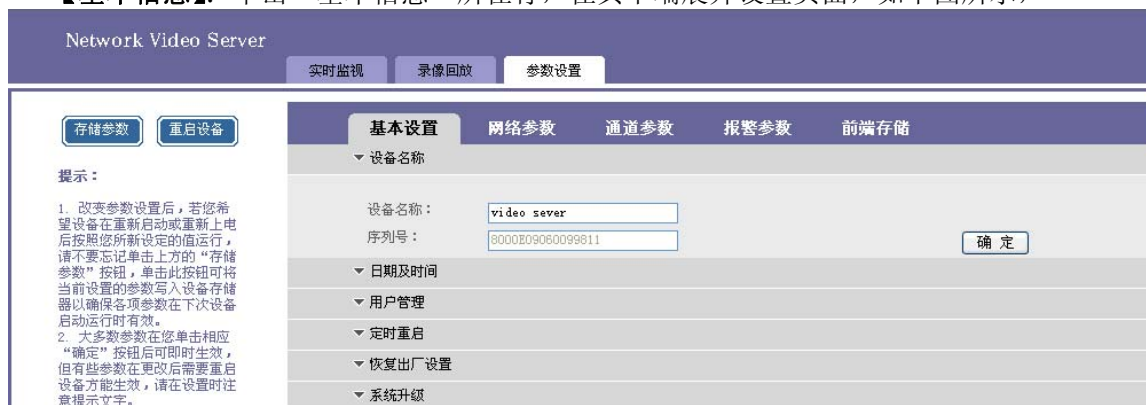 Network Video Server
实时监视 录像回放 参数设置
存储参数 重启设备
提示：
1. 改变参数设置后，若您希
望设备在重新启动或重新上电
后按照您所新设定的值运行，
请不要忘记单击上方的“存储
参数”按钮，单击此按钮可将
当前设置的参数写入设备存储
器以确保各项参数在下次设备
启动运行时有效。
2. 大多数参数在您单击相应
“确定”按钮后可即时生效，
但有些参数在更改后需要重启
设备方能生效，请在设置时注
意提示文字。
基本设置 网络参数 通道参数 报警参数 前端存储
设备名称
设备名称： video sever
序列号： 8000E09060099811
确 定
日期及时间
用户管理
定时重启
恢复出厂设置
系统升级